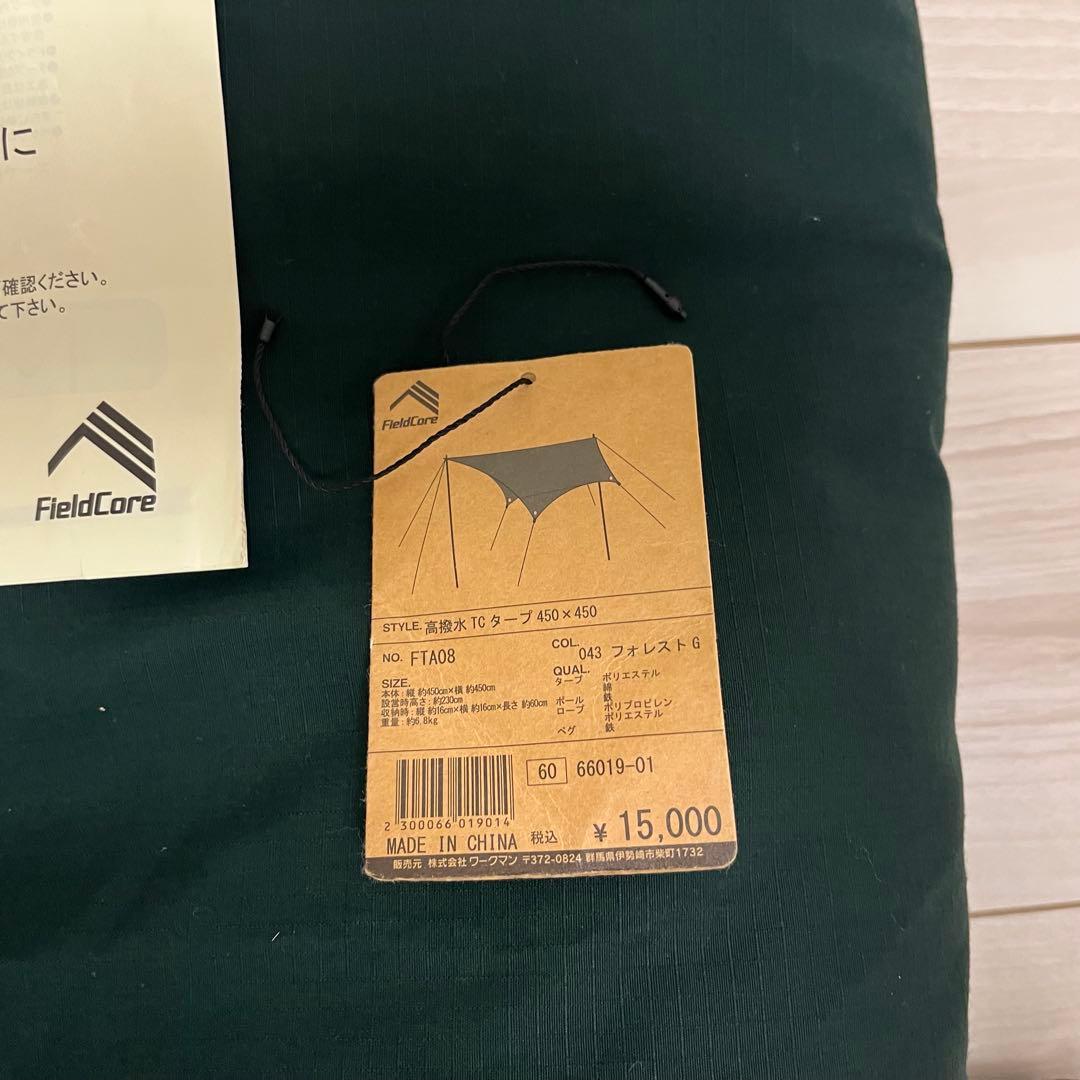 に
確認ください。
て下さい。
FieldCore
FieldCore
STYLE. 高撥水 TC タープ 450×450
NO. FTA08
COL. 043 フォレスト G
SIZE.
本体：縦 約450cm×横 約450cm
設営時高さ：約230cm
収納時：縦 約16cm×横 約16cm×長さ 約60cm
重量：約6.8kg
QUAL.
タープ ポリエステル
綿
ポール 鉄
ロープ ポリプロピレン
ポリエステル
ペグ 鉄
60 66019-01
2 300066 019014
MADE IN CHINA 税込 ¥ 15,000
販売元 株式会社 ワークマン 〒372-0824 群馬県伊勢崎市柴町1732